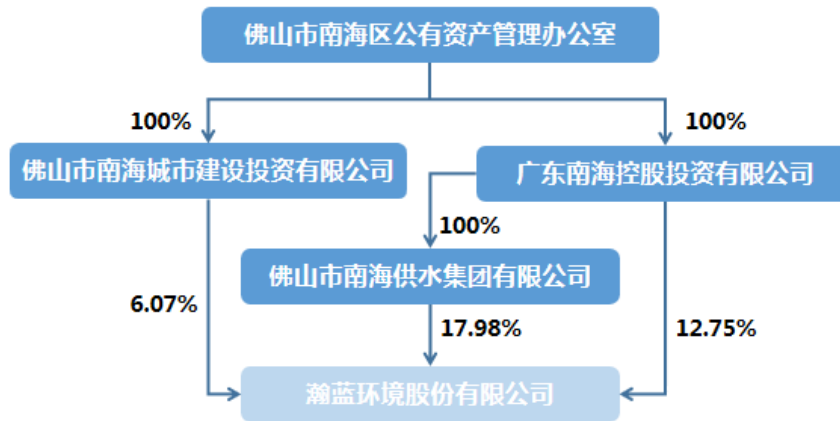 佛山市南海区公有资产管理办公室
100%
100%
佛山市南海城市建设投资有限公司
广东南海控股投资有限公司
100%
佛山市南海供水集团有限公司
6.07%
17.98%
12.75%
瀚蓝环境股份有限公司